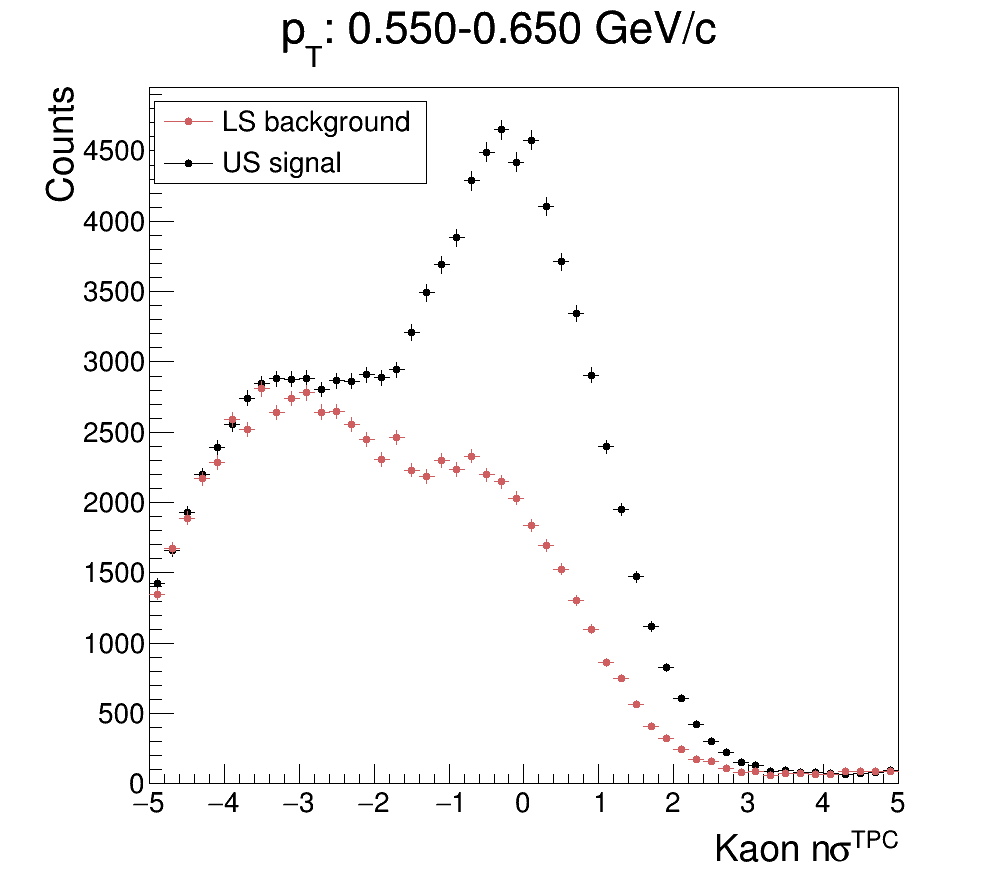 p_T: 0.550-0.650 GeV/c
Counts
LS background
US signal
4500
4000
3500
3000
2500
2000
1500
1000
500
0
−5 −4 −3 −2 −1 0 1 2 3 4 5
Kaon nσ^TPC